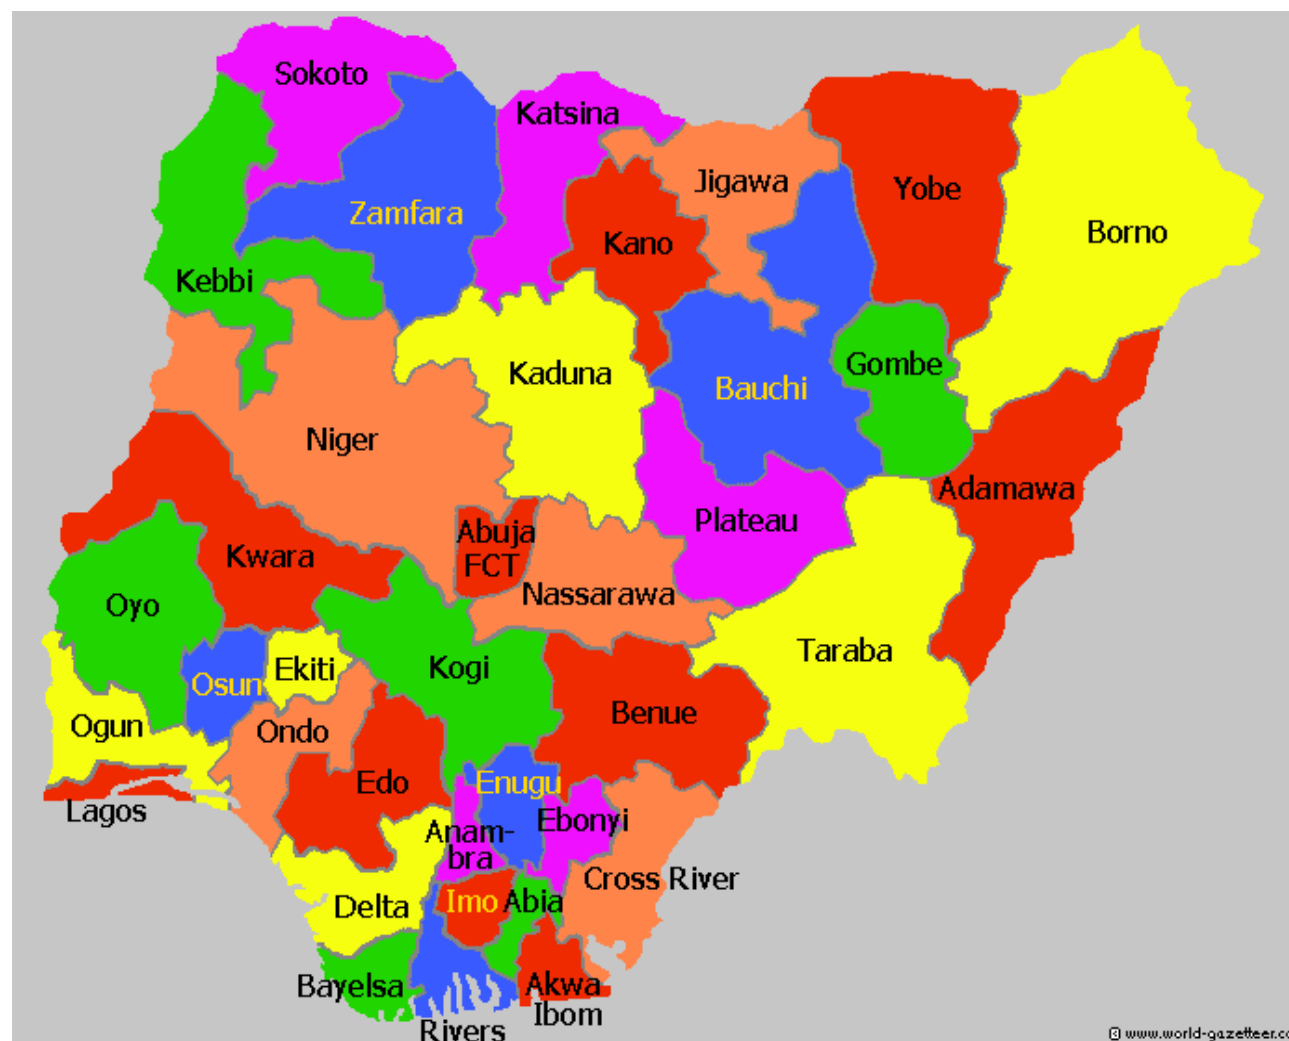 Sokoto
Katsina
Jigawa
Yobe
Zamfara
Kano
Borno
Kebbi
Kaduna
Gombe
Bauchi
Niger
Adamawa
Plateau
Abuja
FCT
Kwara
Nassarawa
Oyo
Taraba
Kogi
Ekiti
Osun
Benue
Ogun
Ondo
Edo
Enugu
Lagos
Ebonyi
Anam-
bra
Cross River
Imo
Abia
Delta
Bayelsa
Akwa
Ibom
Rivers
© www.world-gazetteer.co